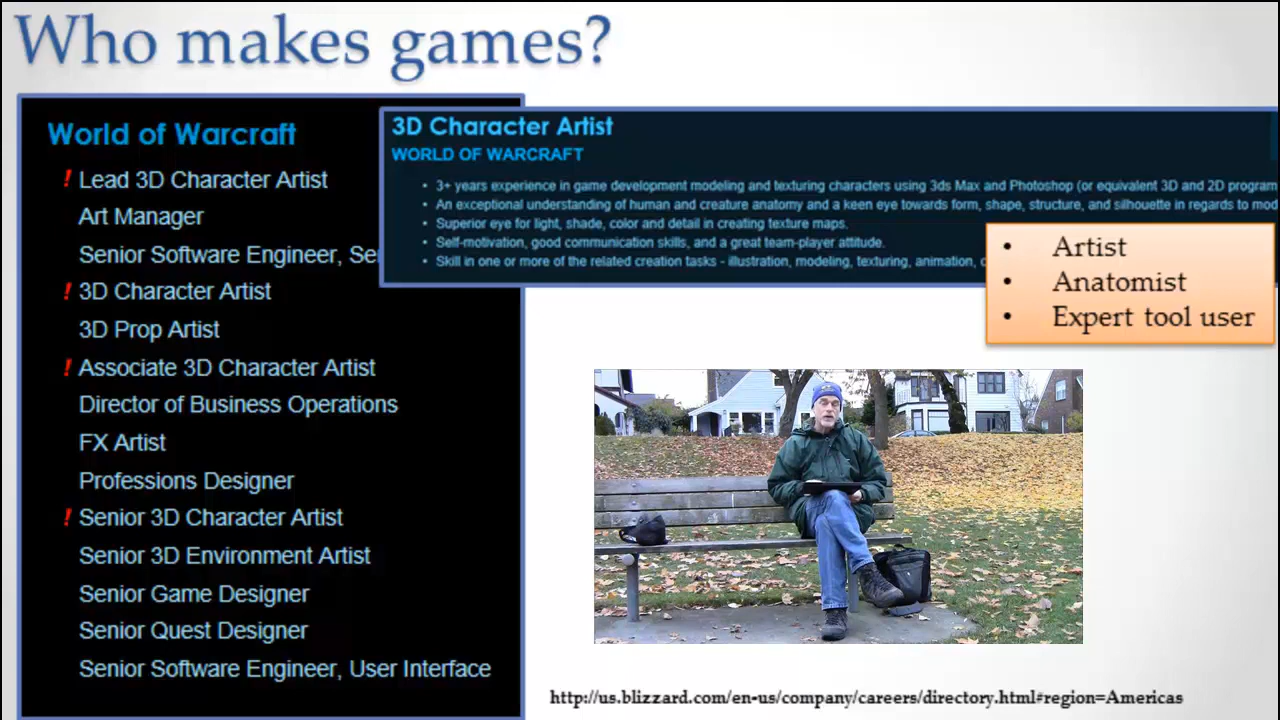 Who makes games?
World of Warcraft
! Lead 3D Character Artist
Art Manager
Senior Software Engineer,
! 3D Character Artist
3D Prop Artist
! Associate 3D Character Artist
Director of Business Operations
FX Artist
Professions Designer
! Senior 3D Character Artist
Senior 3D Environment Artist
Senior Game Designer
Senior Quest Designer
Senior Software Engineer, User Interface
3D Character Artist
WORLD OF WARCRAFT
• 3+ years experience in game development modeling and texturing characters using 3ds Max and Photoshop (or equivalent 3D and 2D program
• An exceptional understanding of human and creature anatomy and a keen eye towards form, shape, structure, and silhouette in regards to mod
• Superior eye for light, shade, color and detail in creating texture maps.
• Self-motivation, good communication skills, and a great team-player attitude.
• Skill in one or more of the related creation tasks - illustration, modeling, texturing, animation,
• Artist
• Anatomist
• Expert tool user
http://us.blizzard.com/en-us/company/careers/directory.html#region=Americas